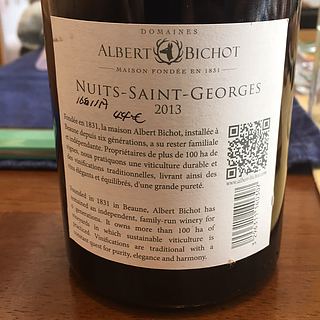 DOMAINES
ALBERT BICHOT
MAISON FONDÉE EN 1831
NUITS-SAINT-GEORGES
2013
44€
Fondée en 1831, la maison Albert Bichot, installée à
Beaune depuis six générations, a su rester familiale
et indépendante. Propriétaires de plus de 100 ha de
vignes, nous pratiquons une viticulture durable et
des vinifications traditionnelles, livrant ainsi des
vins élégants et équilibrés, d'une grande pureté.
Founded in 1831 in Beaune, Albert Bichot has
remained an independent, family-run winery for
6 generations. It owns more than 100 ha of
vineyards in which sustainable viticulture is
practiced. Vinifications are traditional with a
constant quest for purity, elegance and harmony.